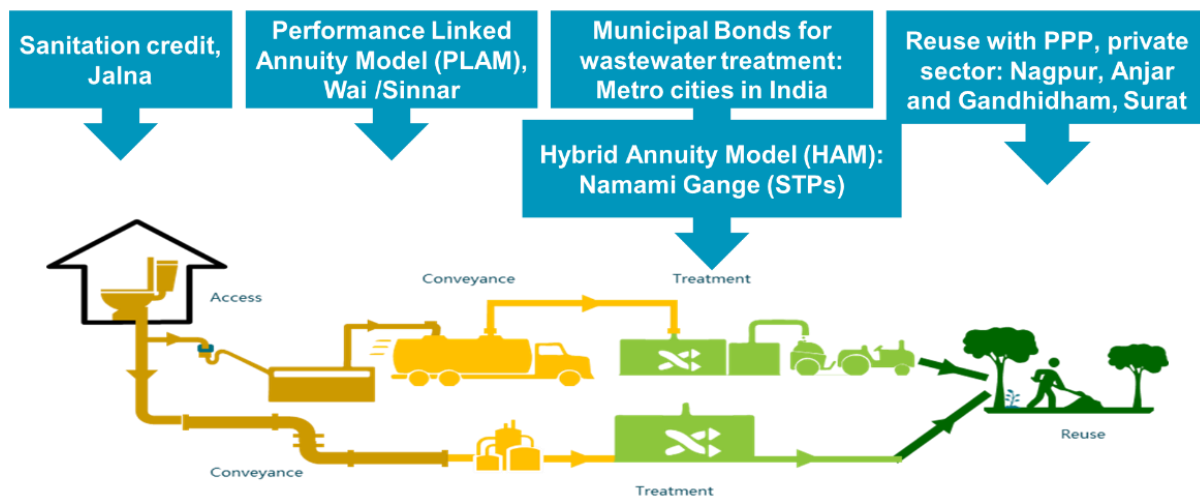 Sanitation credit,
Jalna
Performance Linked
Annuity Model (PLAM),
Wai /Sinnar
Municipal Bonds for
wastewater treatment:
Metro cities in India
Reuse with PPP, private
sector: Nagpur, Anjar
and Gandhidham, Surat
Hybrid Annuity Model (HAM):
Namami Gange (STPs)
Access
Conveyance
Treatment
Reuse
Conveyance
Treatment